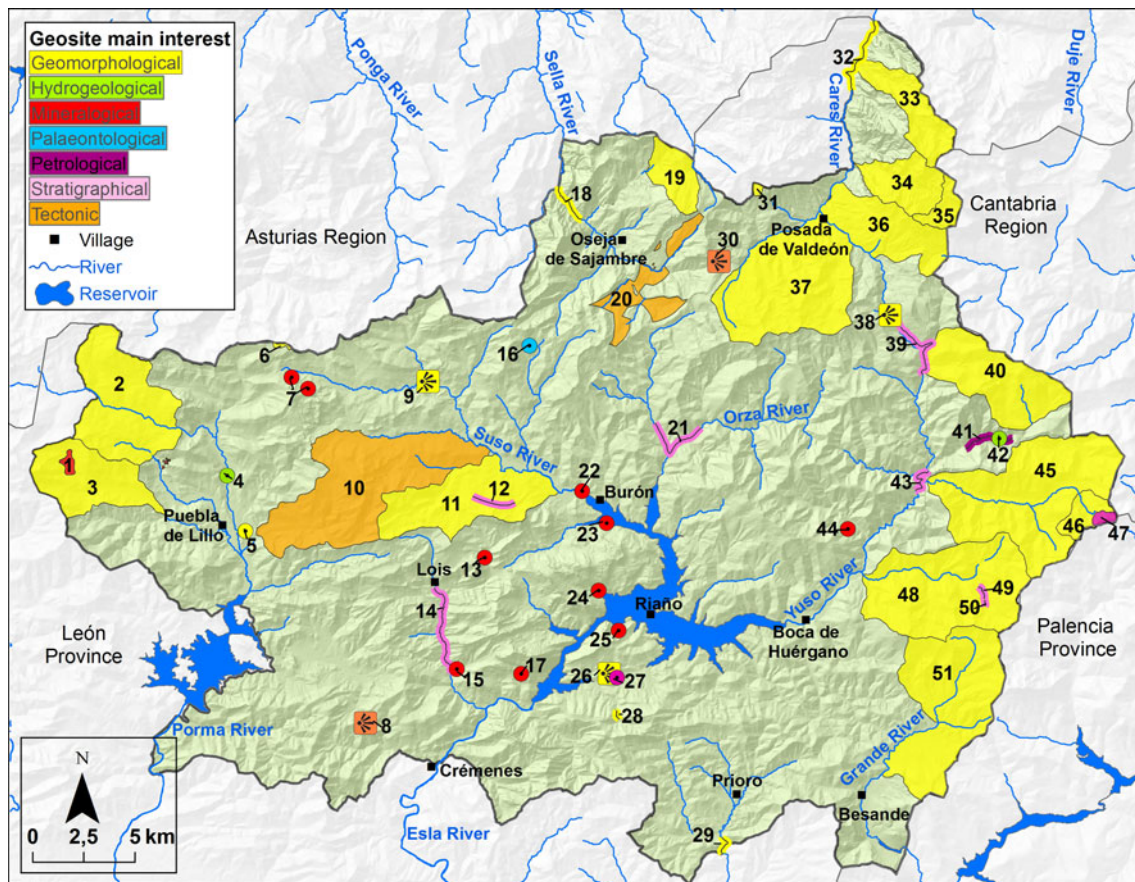 Geosite main interest
Geomorphological
Hydrogeological
Mineralogical
Palaeontological
Petrological
Stratigraphical
Tectonic
Village
River
Reservoir
Ponga River
Sella River
Cares River
Duje River
32
33
34
35
36
Cantabria
Region
Asturias Region
18
19
31
Posada
de Valdeón
Oseja
de Sajambre
30
20
37
38
39
40
6
7
16
9
2
1
3
Suso River
Orza River
21
41
42
45
10
11
12
22
Burón
23
43
46
47
44
4
Puebla
de Lillo
5
Lois
13
14
24
Riaño
25
Yuso River
Boca de
Huérgano
48
49
50
León
Province
Palencia
Province
51
15
17
26
27
28
8
Porma River
Crémenes
Esla River
Prioro
29
Grande River
Besande
N
0 2,5 5 km